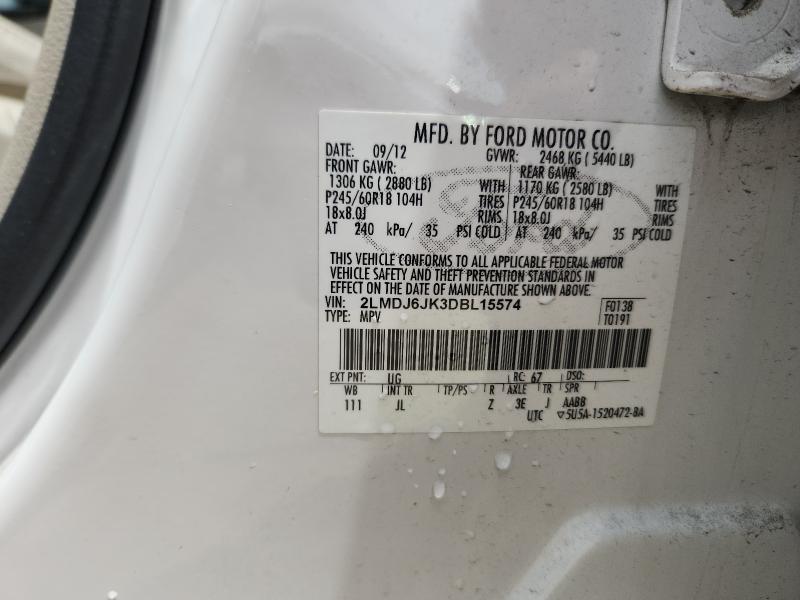 MFD. BY FORD MOTOR CO.
DATE: 09/12 GVWR: 2468 KG ( 5440 LB)
FRONT GAWR: REAR GAWR:
1306 KG ( 2880 LB) WITH 1170 KG ( 2580 LB) WITH
P245/60R18 104H TIRES P245/60R18 104H TIRES
18x8.0J RIMS 18x8.0J RIMS
AT 240 kPa/ 35 PSI COLD AT 240 kPa/ 35 PSI COLD
Ford
THIS VEHICLE CONFORMS TO ALL APPLICABLE FEDERAL MOTOR
VEHICLE SAFETY AND THEFT PREVENTION STANDARDS IN
EFFECT ON THE DATE OF MANUFACTURE SHOWN ABOVE.
VIN: 2LMDJ6JK3DBL15574 F0138
TYPE: MPV T0191
EXT PNT: UG RC: 67 DSO:
WB INT TR TP/PS R AXLE TR SPR
111 JL Z 3E J AABB
UTC ▽5U5A-1520472-BA